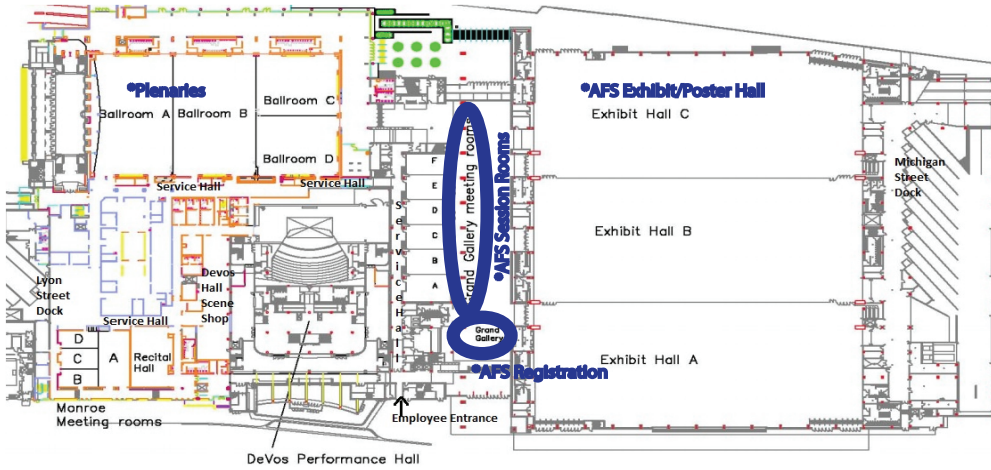 *Plenaries
Ballroom A
Ballroom B
Ballroom C
Ballroom D
Service Hall
Service Hall
Lyon
Street
Dock
Devos
Hall
Scene
Shop
Service Hall
D
C
B
A
Recital
Hall
Monroe
Meeting rooms
DeVos Performance Hall
Service Hall
F
E
D
C
B
A
Grand Gallery meeting rooms
*AFS Session Rooms
Grand
Gallery
*AFS Registration
Employee Entrance
*AFS Exhibit/Poster Hall
Exhibit Hall C
Exhibit Hall B
Exhibit Hall A
Michigan
Street
Dock